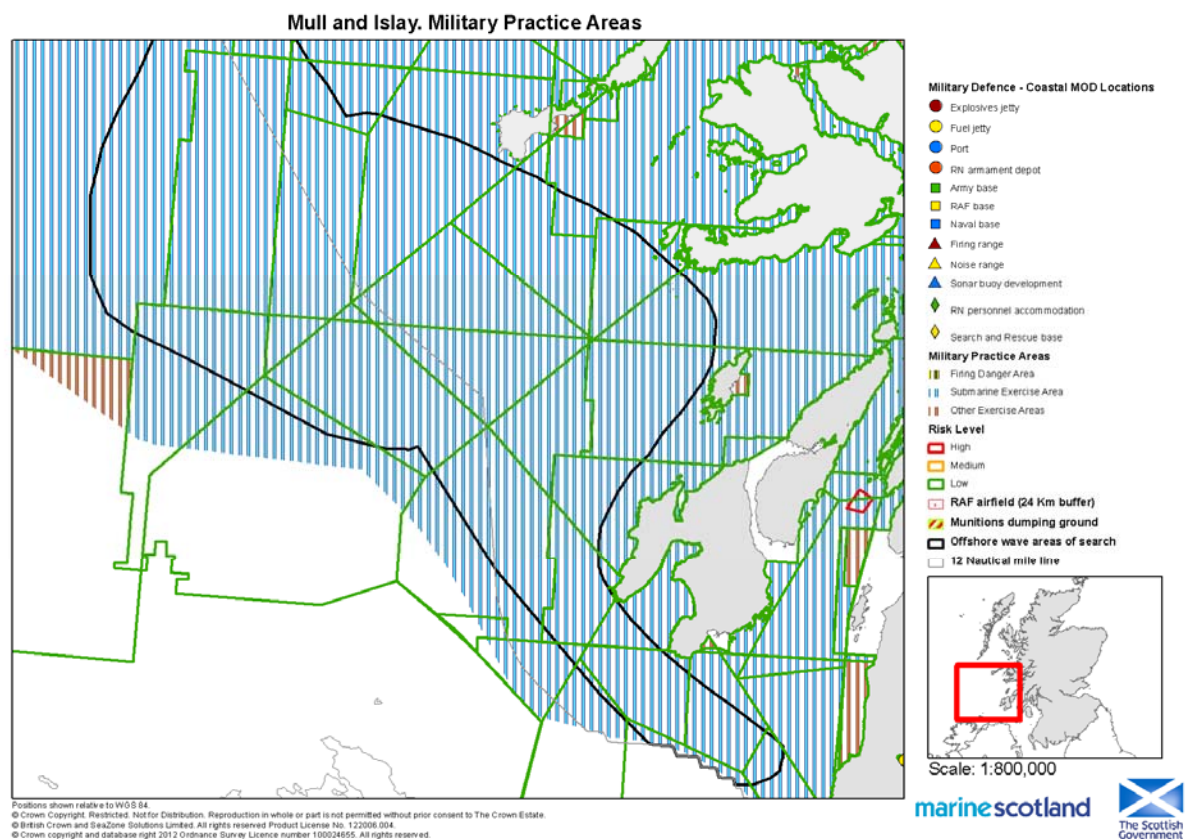 Mull and Islay. Military Practice Areas
Military Defence - Coastal MOD Locations
Explosives jetty
Fuel jetty
Port
RN armament depot
Army base
RAF base
Naval base
Firing range
Noise range
Sonar buoy development
RN personnel accommodation
Search and Rescue base
Military Practice Areas
Firing Danger Area
Submarine Exercise Area
Other Exercise Areas
Risk Level
High
Medium
Low
RAF airfield (24 Km buffer)
Munitions dumping ground
Offshore wave areas of search
12 Nautical mile line
Scale: 1:800,000
marinescotland
The Scottish
Government
Positions shown relative to WGS 84.
© Crown Copyright. Restricted. Not for Distribution. Reproduction in whole or part is not permitted without prior consent to The Crown Estate.
© British Crown and SeaZone Solutions Limited. All rights reserved Product License No. 122006.004.
© Crown copyright and database right 2012 Ordnance Survey Licence number 100024655. All rights reserved.